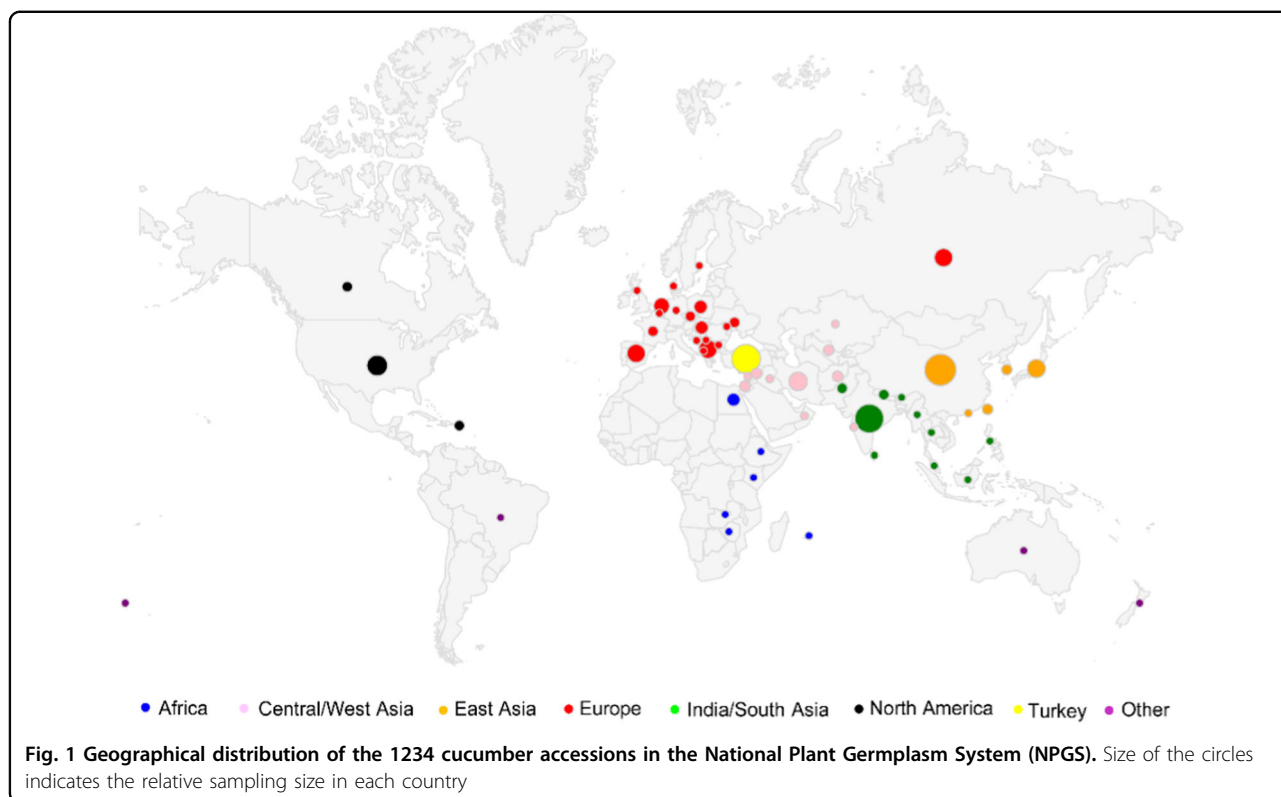 Africa Central/West Asia East Asia Europe India/South Asia North America Turkey Other
Fig. 1 Geographical distribution of the 1234 cucumber accessions in the National Plant Germplasm System (NPGS). Size of the circles
indicates the relative sampling size in each country